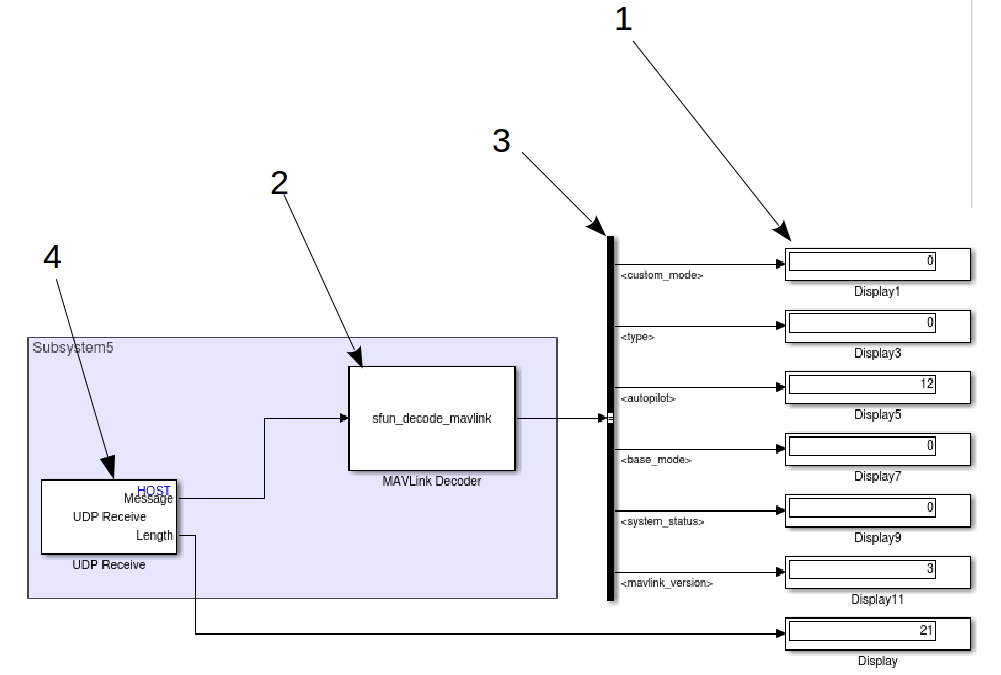 1
3
2
4
Subsystem5
HOST
Message
UDP Receive
Length
UDP Receive
sfun_decode_mavlink
MAVLink Decoder
<custom_mode>
<type>
<autopilot>
<base_mode>
<system_status>
<mavlink_version>
0
Display1
0
Display3
12
Display5
0
Display7
0
Display9
3
Display11
21
Display